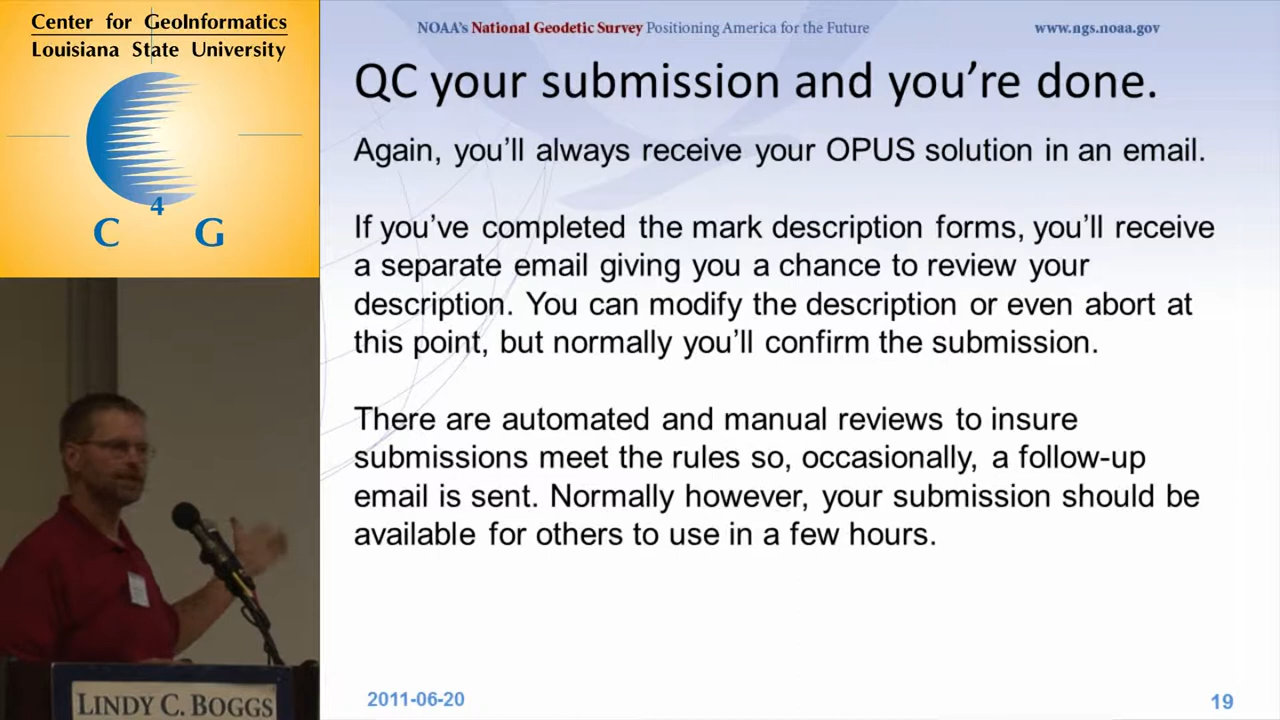 Center for GeoInformatics
Louisiana State University
C 4 G
NOAA's National Geodetic Survey Positioning America for the Future
www.ngs.noaa.gov
QC your submission and you're done.
Again, you'll always receive your OPUS solution in an email.
If you've completed the mark description forms, you'll receive
a separate email giving you a chance to review your
description. You can modify the description or even abort at
this point, but normally you'll confirm the submission.
There are automated and manual reviews to insure
submissions meet the rules so, occasionally, a follow-up
email is sent. Normally however, your submission should be
available for others to use in a few hours.
2011-06-20
19
LINDY C. BOGGS